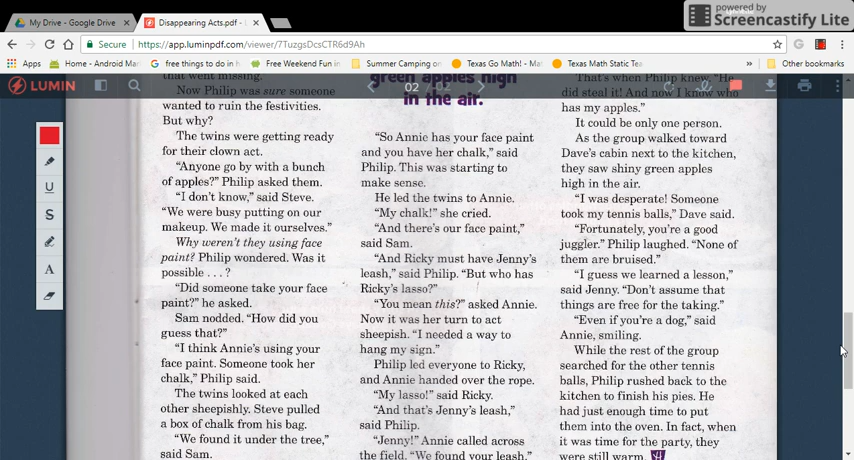 My Drive - Google Drive
Disappearing Acts.pdf - L
powered by
Screencastify Lite
Secure
https://app.luminpdf.com/viewer/7TuzgsDcsCTR6d9Ah
Apps
Home - Android Mar
free things to do in h
Free Weekend Fun in
Summer Camping on
Texas Go Math! - Mat
Texas Math Static Tea
»
Other bookmarks
LUMIN
02
02
U
S
A
that went missing.
Now Philip was sure someone
wanted to ruin the festivities.
But why?
The twins were getting ready
for their clown act.
“Anyone go by with a bunch
of apples?” Philip asked them.
“I don’t know,” said Steve.
“We were busy putting on our
makeup. We made it ourselves.”
Why weren’t they using face
paint? Philip wondered. Was it
possible . . . ?
“Did someone take your face
paint?” he asked.
Sam nodded. “How did you
guess that?”
“I think Annie’s using your
face paint. Someone took her
chalk,” Philip said.
The twins looked at each
other sheepishly. Steve pulled
a box of chalk from his bag.
“We found it under the tree,”
said Sam.
green apples high
in the air.
“So Annie has your face paint
and you have her chalk,” said
Philip. This was starting to
make sense.
He led the twins to Annie.
“My chalk!” she cried.
“And there’s our face paint,”
said Sam.
“And Ricky must have Jenny’s
leash,” said Philip. “But who has
Ricky’s lasso?”
“You mean this?” asked Annie.
Now it was her turn to act
sheepish. “I needed a way to
hang my sign.”
Philip led everyone to Ricky,
and Annie handed over the rope.
“My lasso!” said Ricky.
“And that’s Jenny’s leash,”
said Philip.
“Jenny!” Annie called across
the field. “We found your leash.”
That’s when Philip knew. “He
did steal it! And now I know who
has my apples.”
It could be only one person.
As the group walked toward
Dave’s cabin next to the kitchen,
they saw shiny green apples
high in the air.
“I was desperate! Someone
took my tennis balls,” Dave said.
“Fortunately, you’re a good
juggler.” Philip laughed. “None of
them are bruised.”
“I guess we learned a lesson,”
said Jenny. “Don’t assume that
things are free for the taking.”
“Even if you’re a dog,” said
Annie, smiling.
While the rest of the group
searched for the other tennis
balls, Philip rushed back to the
kitchen to finish his pies. He
had just enough time to put
them into the oven. In fact, when
it was time for the party, they
were still warm.